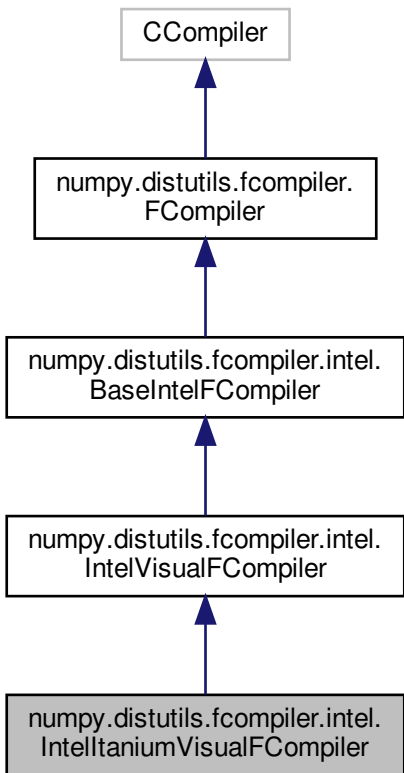 CCompiler
numpy.distutils.fcompiler.
FCompiler
numpy.distutils.fcompiler.intel.
BaseIntelFCompiler
numpy.distutils.fcompiler.intel.
IntelVisualFCompiler
numpy.distutils.fcompiler.intel.
IntelItaniumVisualFCompiler